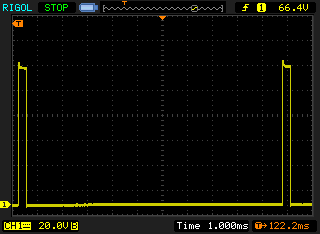 RIGOL STOP T f 1 66.4V
T
1
CH1 20.0V B Time 1.000ms T→122.2ms